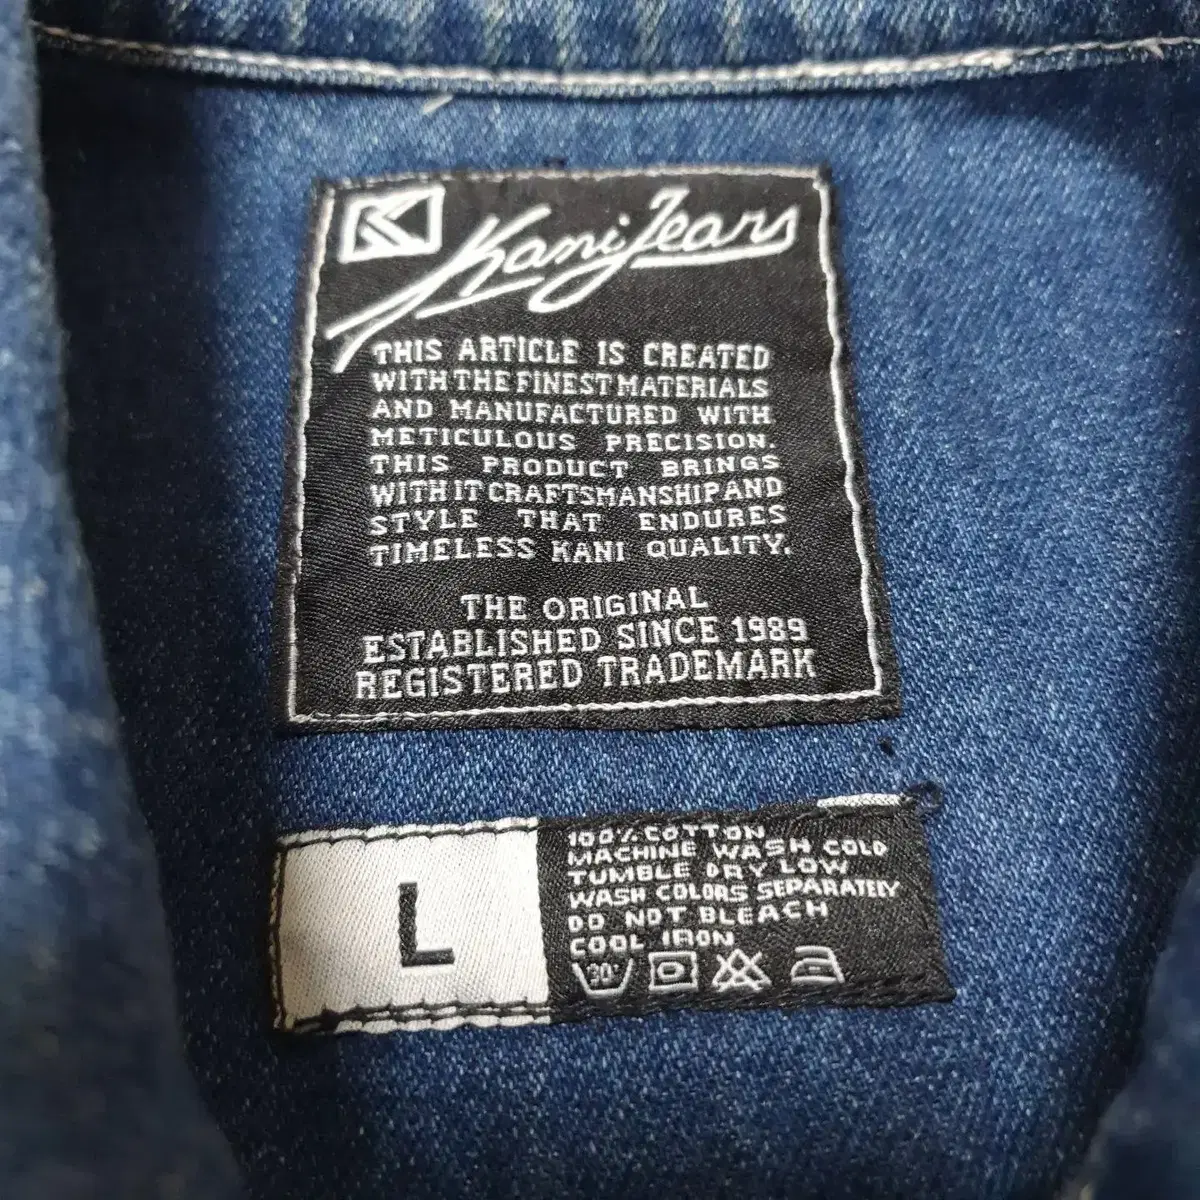 Kani Jeans
THIS ARTICLE IS CREATED
WITH THE FINEST MATERIALS
AND MANUFACTURED WITH
METICULOUS PRECISION.
THIS PRODUCT BRINGS
WITH IT CRAFTSMANSHIP AND
STYLE THAT ENDURES
TIMELESS KANI QUALITY.
THE ORIGINAL
ESTABLISHED SINCE 1989
REGISTERED TRADEMARK
L
100% COTTON
MACHINE WASH COLD
TUMBLE DRY LOW
WASH COLORS SEPARATELY
DO NOT BLEACH
COOL IRON
30°